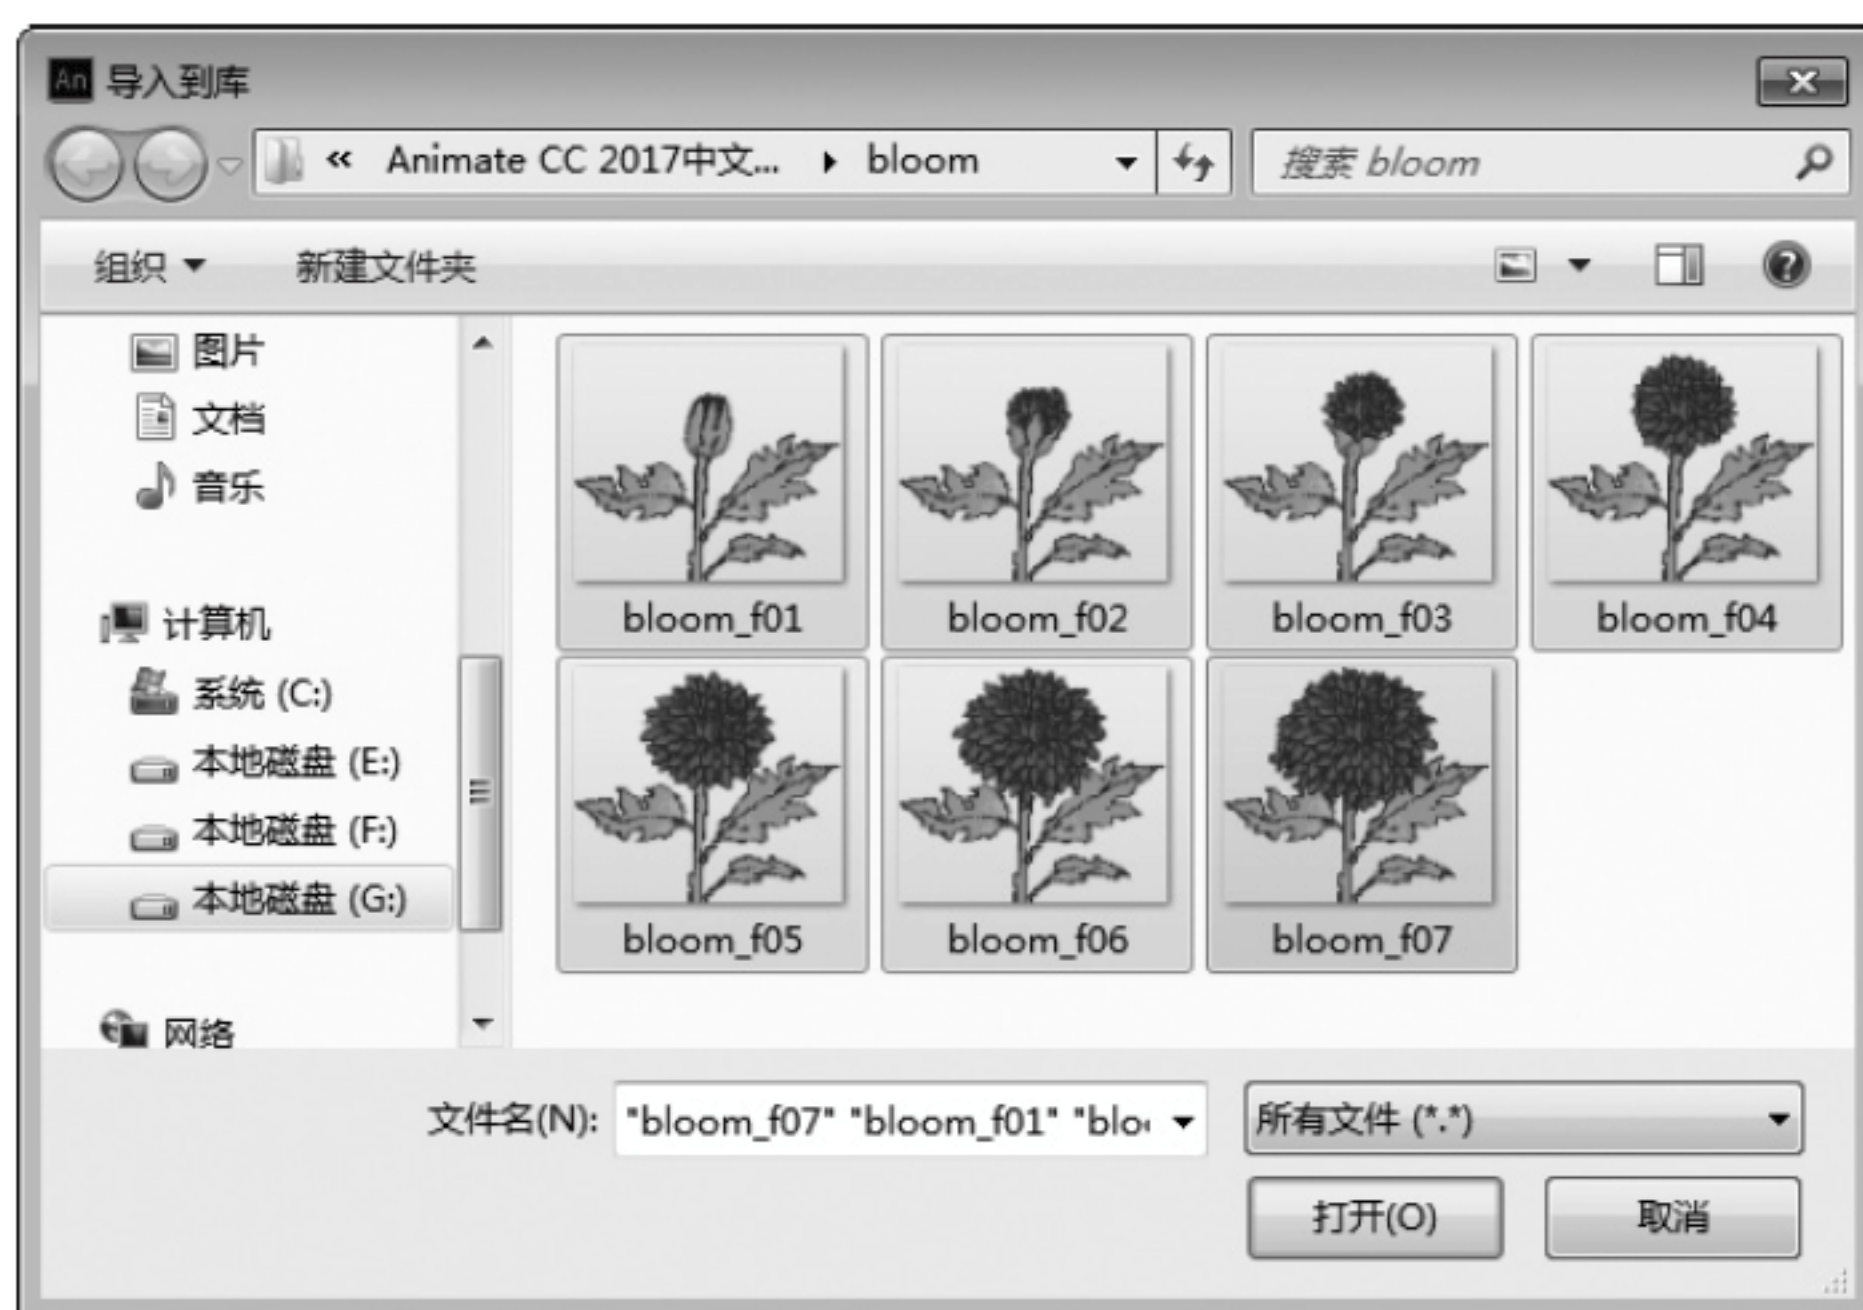 An 导入到库
« Animate CC 2017中文... bloom 搜索 bloom
组织 新建文件夹
图片
文档
音乐
计算机
系统 (C:)
本地磁盘 (E:)
本地磁盘 (F:)
本地磁盘 (G:)
网络
bloom_f01 bloom_f02 bloom_f03 bloom_f04
bloom_f05 bloom_f06 bloom_f07
文件名(N): "bloom_f07" "bloom_f01" "blo 所有文件 (*.*)
打开(O) 取消